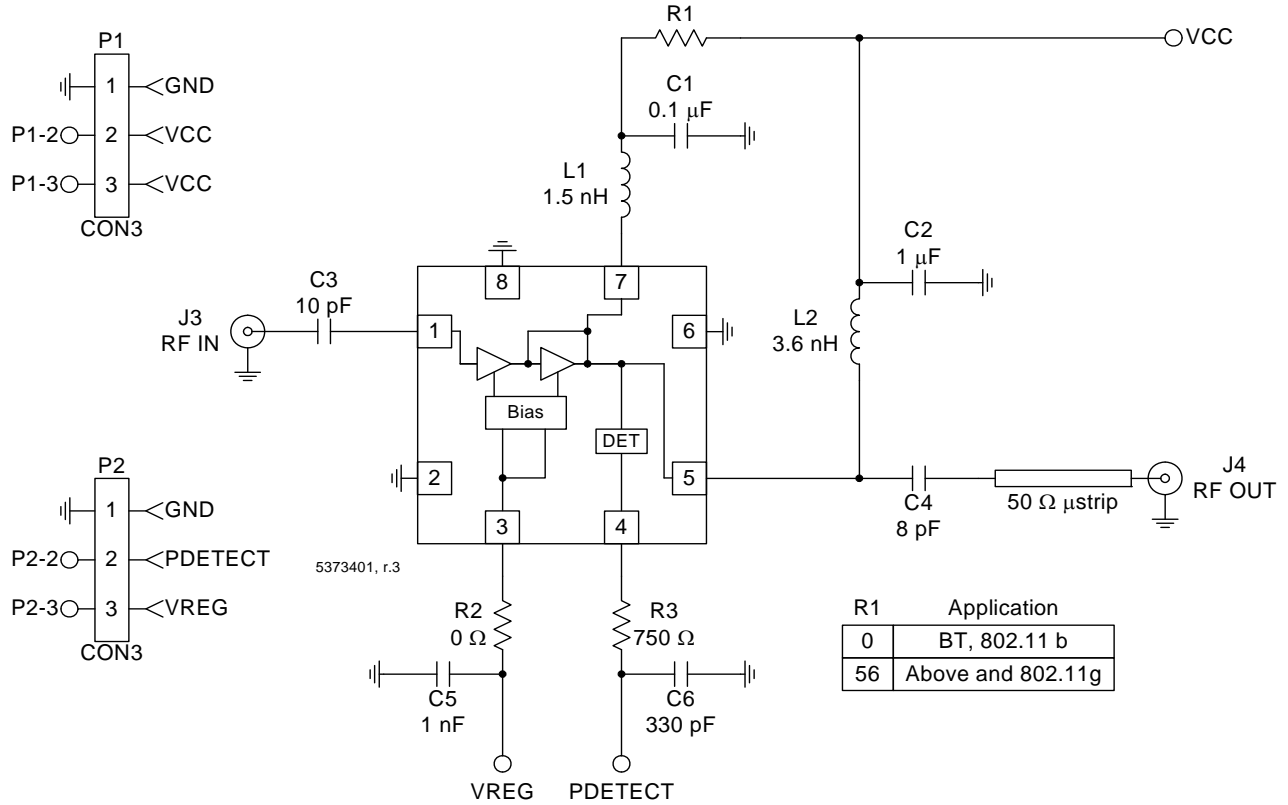 P1
1
GND
P1-2
2
VCC
P1-3
3
VCC
CON3
R1
VCC
C1
0.1 µF
L1
1.5 nH
C2
1 µF
L2
3.6 nH
J3
RF IN
C3
10 pF
8
7
1
6
Bias
DET
2
5
3
4
C4
8 pF
50 Ω µstrip
J4
RF OUT
P2
1
GND
P2-2
2
PDETECT
P2-3
3
VREG
CON3
5373401, r.3
R2
0 Ω
R3
750 Ω
C5
1 nF
C6
330 pF
VREG
PDETECT
R1 Application
0 BT, 802.11 b
56 Above and 802.11g